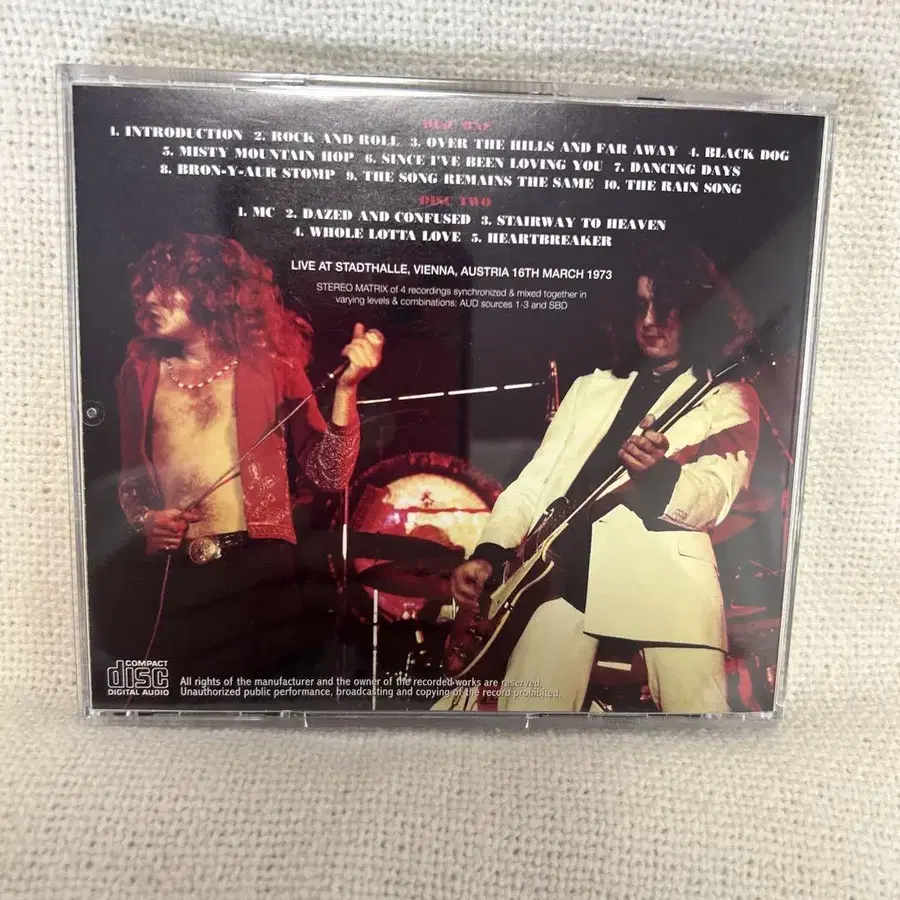 DISC ONE
1. INTRODUCTION 2. ROCK AND ROLL 3. OVER THE HILLS AND FAR AWAY 4. BLACK DOG
5. MISTY MOUNTAIN HOP 6. SINCE I'VE BEEN LOVING YOU 7. DANCING DAYS
8. BRON-Y-AUR STOMP 9. THE SONG REMAINS THE SAME 10. THE RAIN SONG
DISC TWO
1. MC 2. DAZED AND CONFUSED 3. STAIRWAY TO HEAVEN
4. WHOLE LOTTA LOVE 5. HEARTBREAKER
LIVE AT STADTHALLE, VIENNA, AUSTRIA 16TH MARCH 1973
STEREO MATRIX of 4 recordings synchronized & mixed together in
varying levels & combinations: AUD sources 1-3 and SBD
COMPACT
disc
DIGITAL AUDIO
All rights of the manufacturer and the owner of the recorded works are reserved.
Unauthorized public performance, broadcasting and copying of the record prohibited.